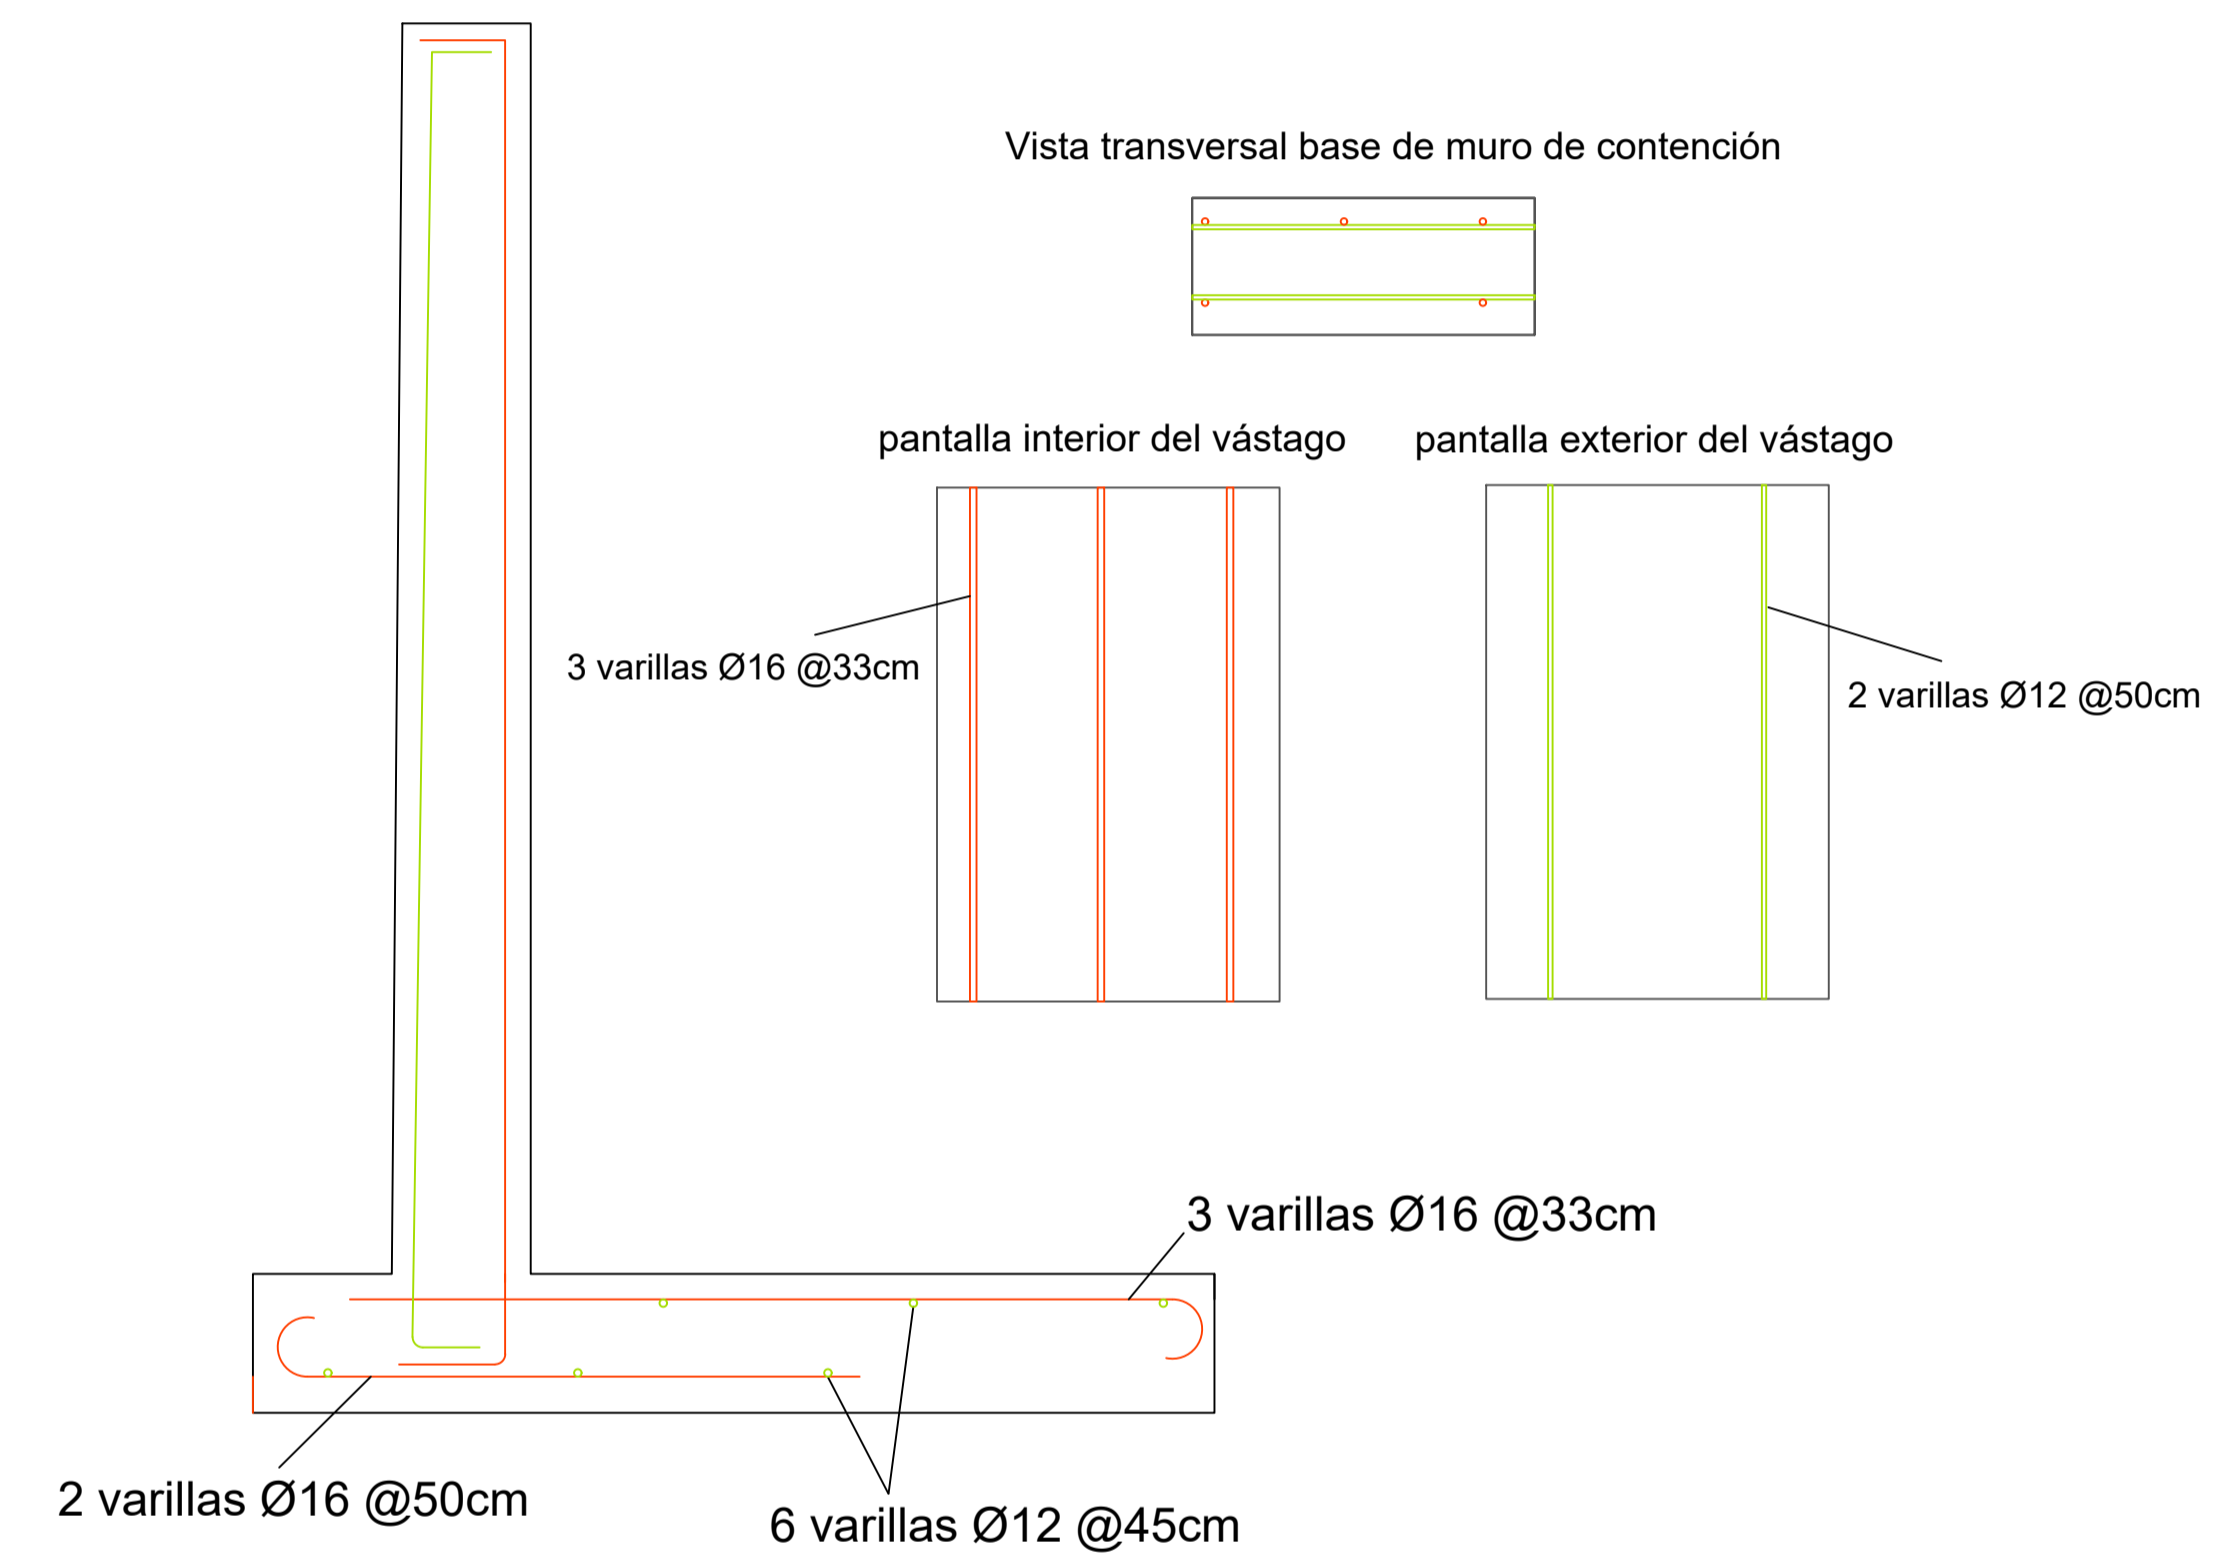 Vista transversal base de muro de contención
pantalla interior del vástago
pantalla exterior del vástago
3 varillas Ø16 @33cm
2 varillas Ø12 @50cm
3 varillas Ø16 @33cm
2 varillas Ø16 @50cm
6 varillas Ø12 @45cm